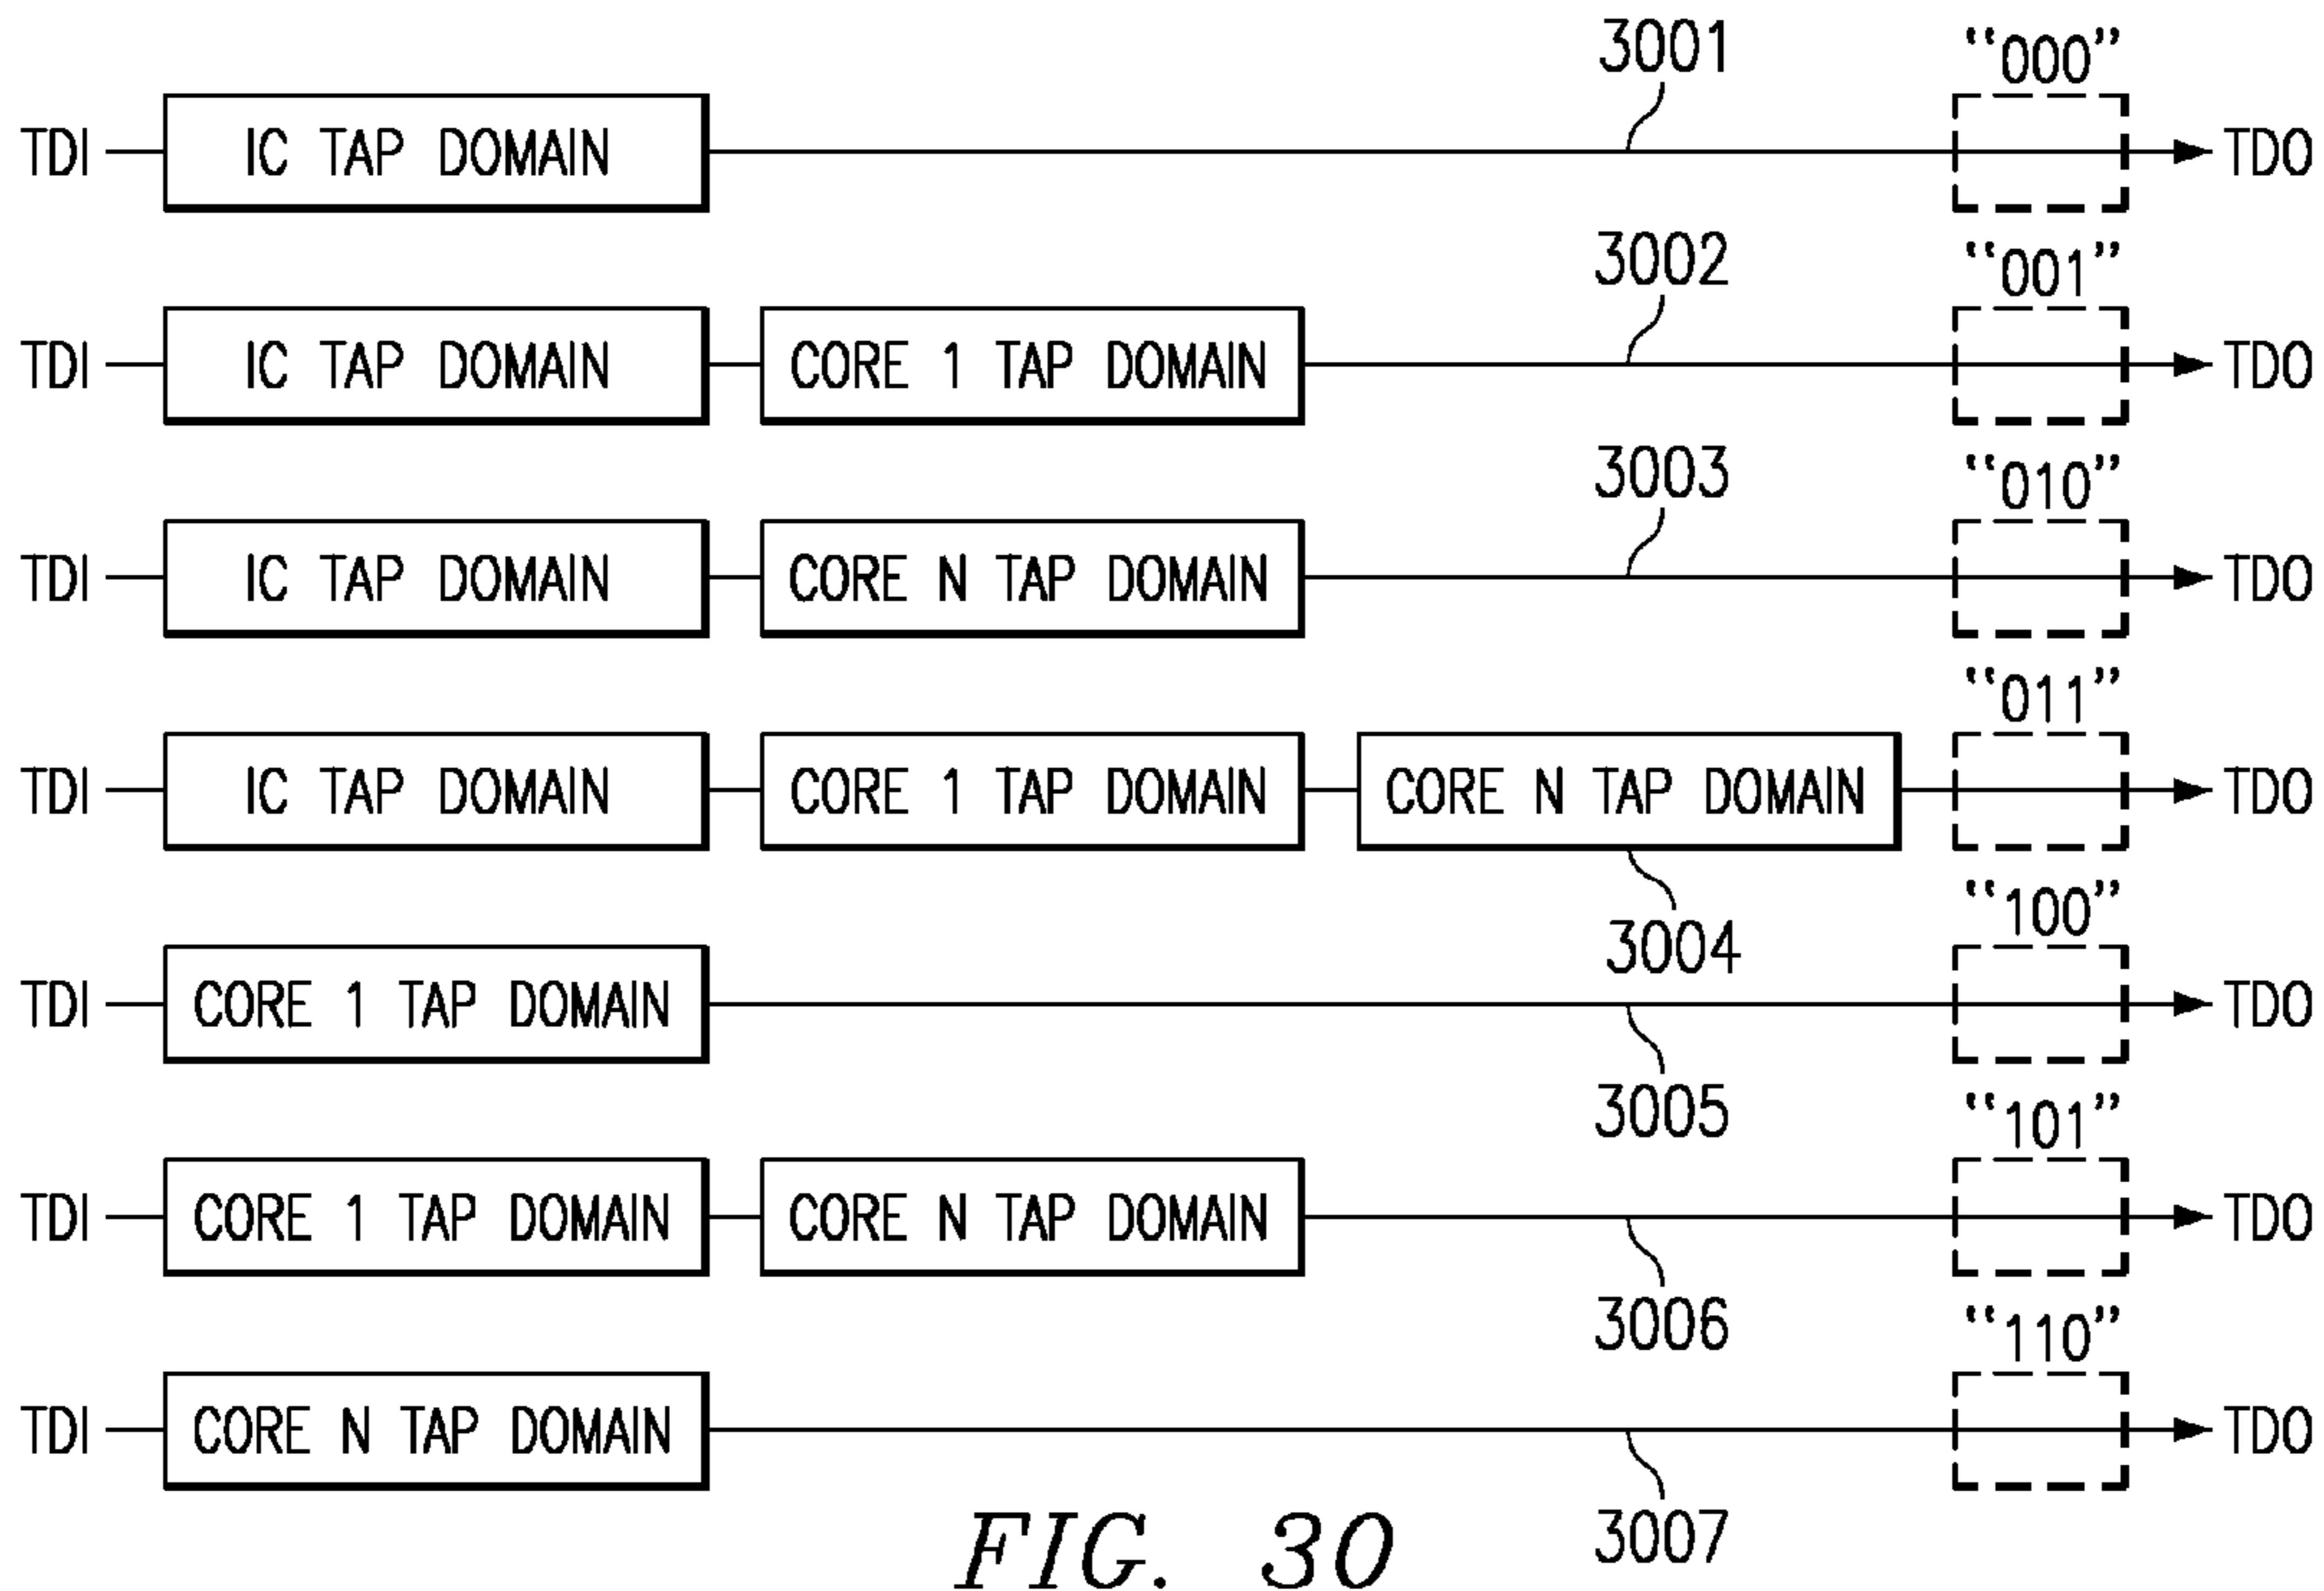 3001 “000”
TDI IC TAP DOMAIN TDO
3002 “001”
TDI IC TAP DOMAIN CORE 1 TAP DOMAIN TDO
3003 “010”
TDI IC TAP DOMAIN CORE N TAP DOMAIN TDO
“011”
TDI IC TAP DOMAIN CORE 1 TAP DOMAIN CORE N TAP DOMAIN TDO
3004 “100”
TDI CORE 1 TAP DOMAIN TDO
3005 “101”
TDI CORE 1 TAP DOMAIN CORE N TAP DOMAIN TDO
3006 “110”
TDI CORE N TAP DOMAIN TDO
3007
FIG. 30